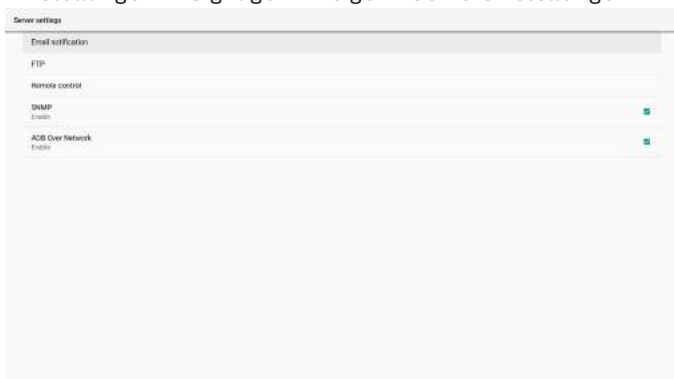 Server settings
Email notification
FTP
Remote control
SNMP
Enable
ADB Over Network
Enable